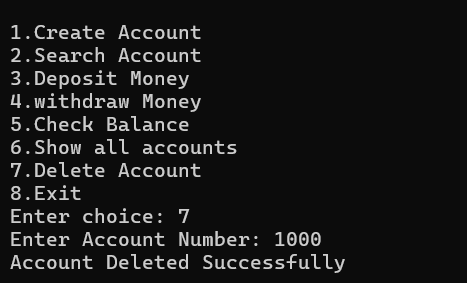 1.Create Account
2.Search Account
3.Deposit Money
4.withdraw Money
5.Check Balance
6.Show all accounts
7.Delete Account
8.Exit
Enter choice: 7
Enter Account Number: 1000
Account Deleted Successfully